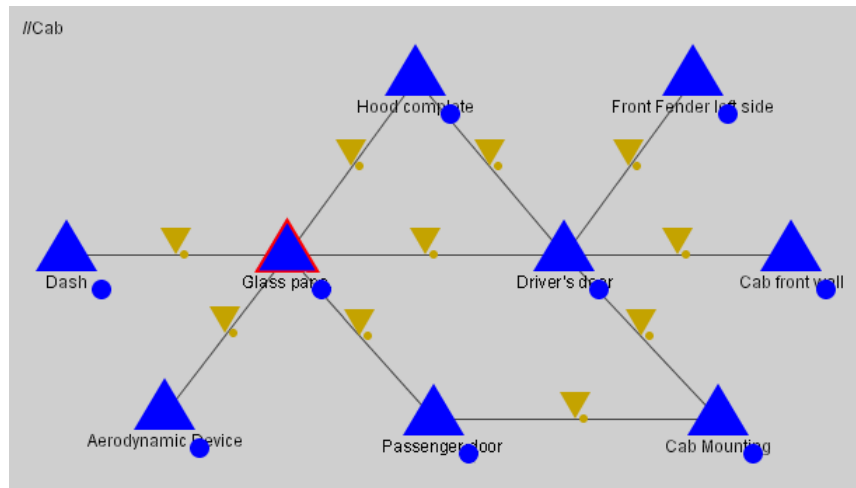 //Cab
Hood complete
Front Fender left side
Dash
Glass pane
Driver's door
Cab front wall
Aerodynamic Device
Passenger door
Cab Mounting